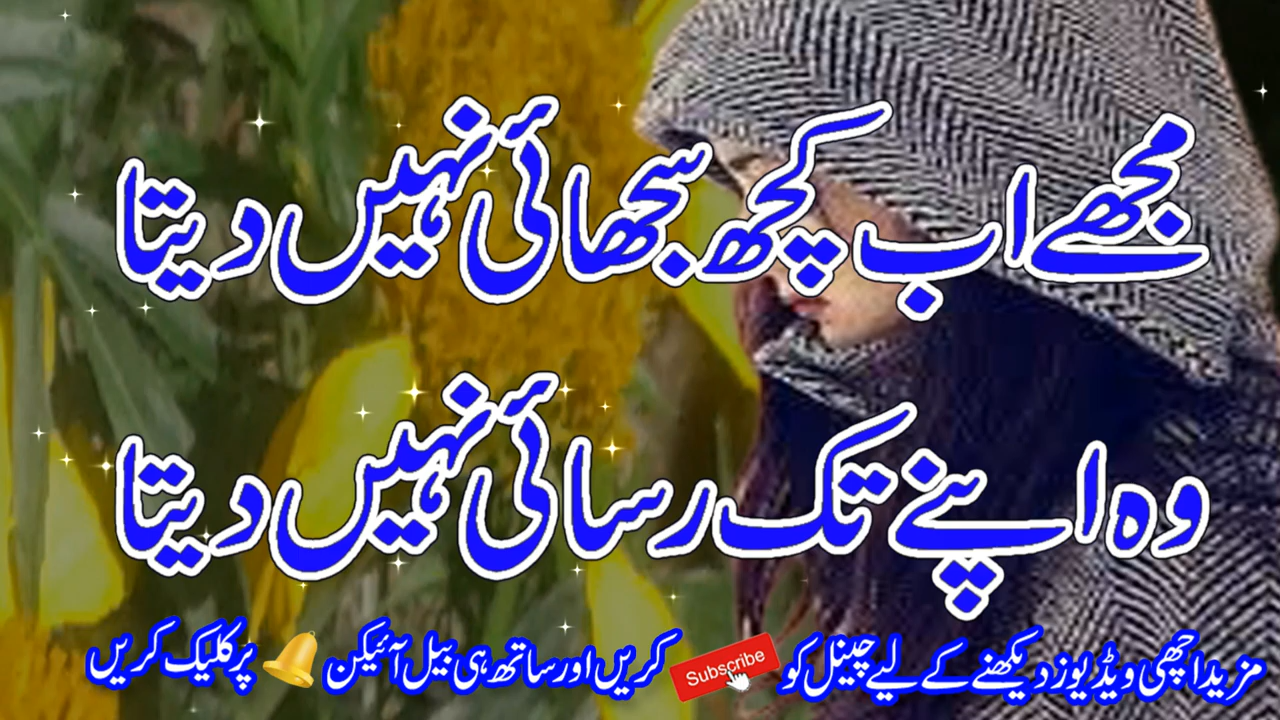 مجھے اب کچھ سجھائی نہیں دیتا
وہ اپنے تک رسائی نہیں دیتا
مزید اچھی ویڈیوز دیکھنے کے لیے چینل کو Subscribe کریں اور ساتھ ہی بیل آئیکن پر کلیک کریں